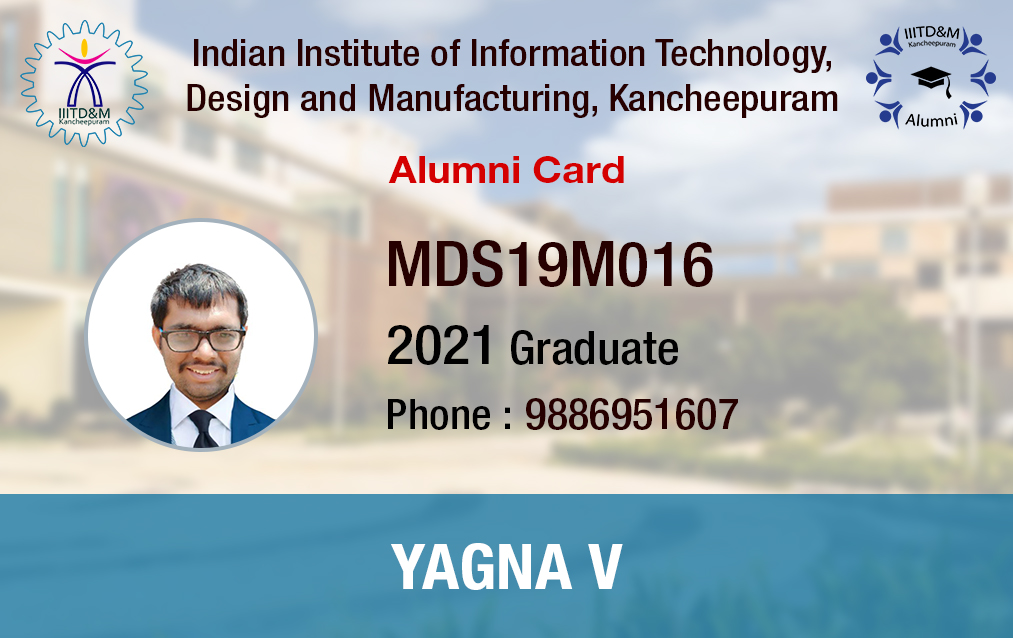 IIITD&M
Kancheepuram
Indian Institute of Information Technology,
Design and Manufacturing, Kancheepuram
IIITD&M
Kancheepuram
Alumni
Alumni Card
MDS19M016
2021 Graduate
Phone : 9886951607
YAGNA V